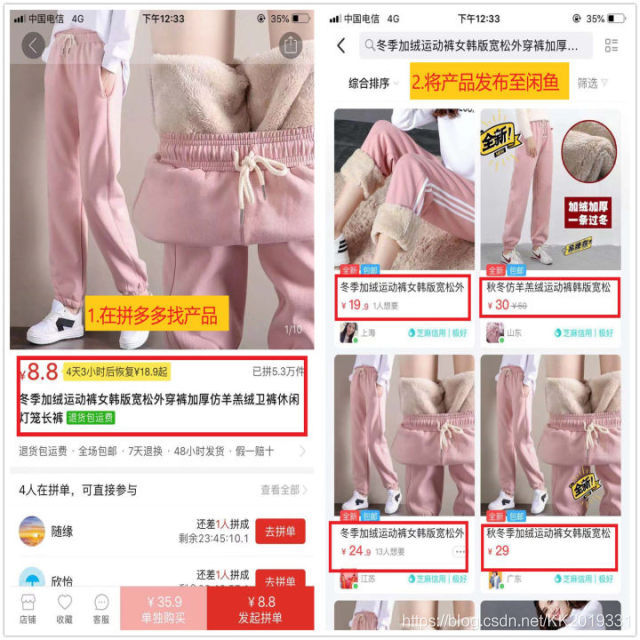 中国电信 4G
下午12:33
35%
1.在拼多多找产品
1/10
¥8.8
4天3小时后恢复¥18.9起
已拼5.3万件
冬季加绒运动裤女韩版宽松外穿裤加厚仿羊羔绒卫裤休闲
灯笼长裤
退货包运费
退货包运费 · 全场包邮 · 7天退换 · 48小时发货 · 假一赔十
4人在拼单，可直接参与
查看全部
随缘
还差1人拼成
剩余23:45:10.1
去拼单
欣怡
还差1人拼成
去拼单
店铺
收藏
客服
¥35.9
单独购买
¥8.8
发起拼单
中国电信 4G
下午12:33
35%
冬季加绒运动裤女韩版宽松外穿裤加厚...
综合排序
2.将产品发布至闲鱼
筛选
全新
包邮
冬季加绒运动裤女韩版宽松外
¥19.9
1人想要
上海
芝麻信用
极好
全新!
加绒加厚
一条过冬
全新
包邮
秋冬仿羊羔绒运动裤韩版宽松
¥30
¥50
山东
芝麻信用
极好
全新
包邮
冬季加绒运动裤女韩版宽松外
¥24.9
13人想要
江苏
芝麻信用
极好
全新!
全新
包邮
秋冬季加绒运动裤女韩版宽松
¥29
广东
芝麻信用
极好
https://blog.csdn.net/KK2019331